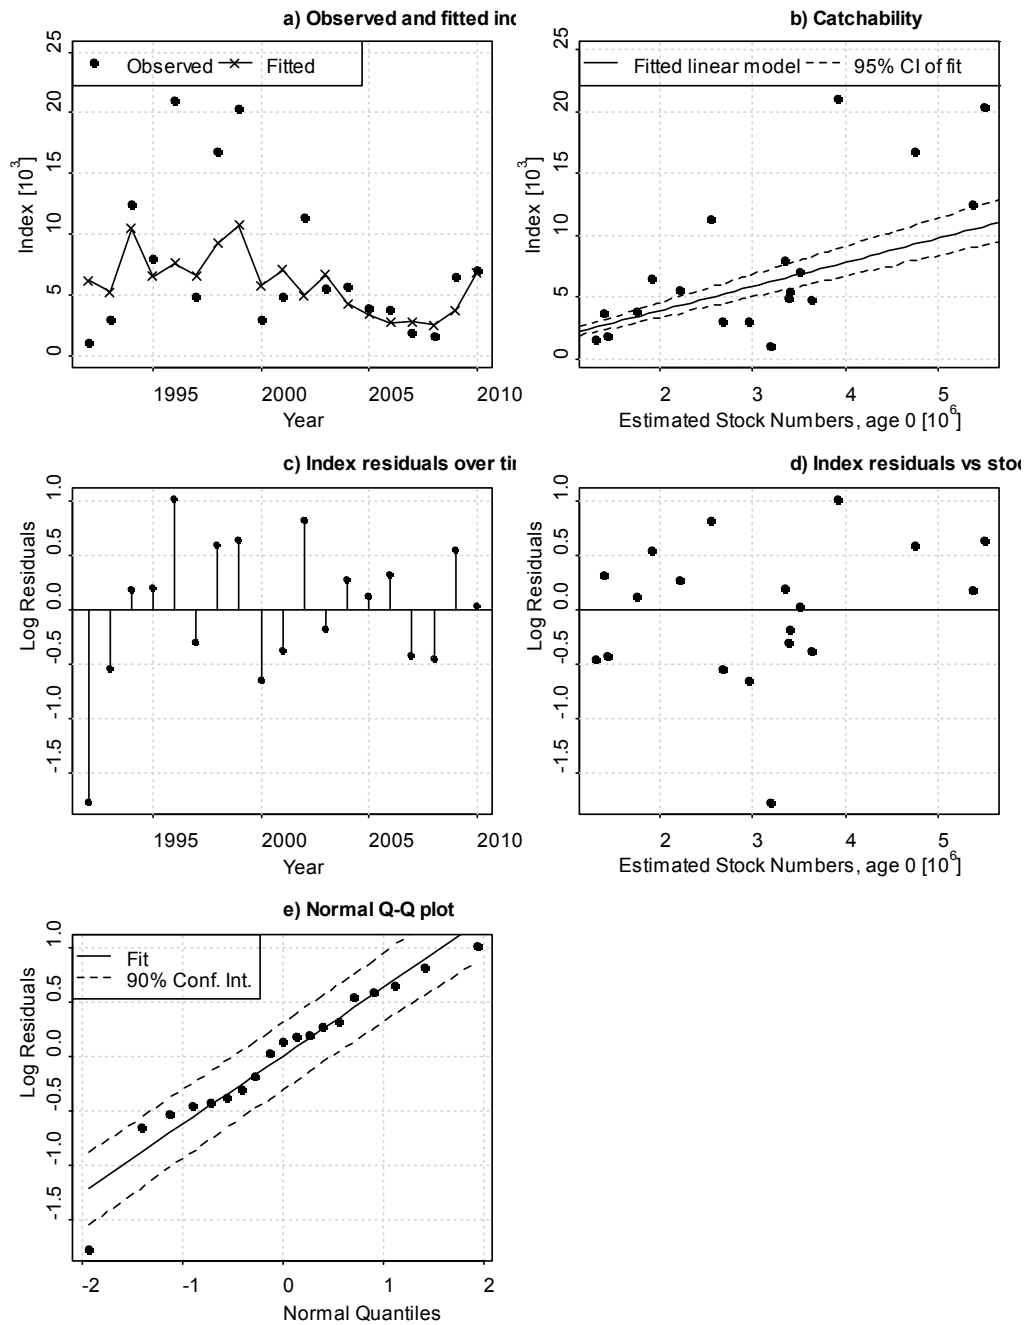 a) Observed and fitted inc
25
20
15
10
5
0
Index [10³]
Observed
Fitted
1995
2000
2005
2010
Year
b) Catchability
25
20
15
10
5
0
Index [10³]
Fitted linear model
95% CI of fit
2
3
4
5
Estimated Stock Numbers, age 0 [10⁶]
c) Index residuals over tir
1.0
0.5
0.0
-0.5
-1.0
-1.5
Log Residuals
1995
2000
2005
2010
Year
d) Index residuals vs stoc
1.0
0.5
0.0
-0.5
-1.0
-1.5
Log Residuals
2
3
4
5
Estimated Stock Numbers, age 0 [10⁶]
e) Normal Q-Q plot
1.0
0.5
0.0
-0.5
-1.0
-1.5
Log Residuals
Fit
90% Conf. Int.
-2
-1
0
1
2
Normal Quantiles